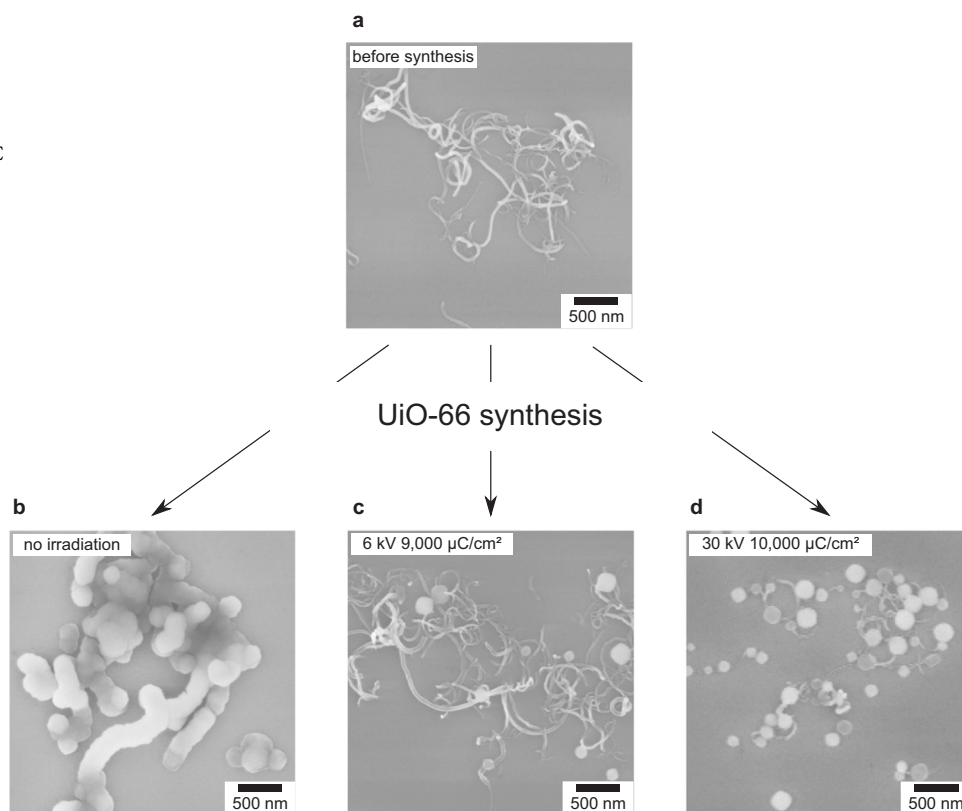 a
before synthesis
500 nm
UiO-66 synthesis
b
no irradiation
500 nm
c
6 kV 9,000 µC/cm²
500 nm
d
30 kV 10,000 µC/cm²
500 nm